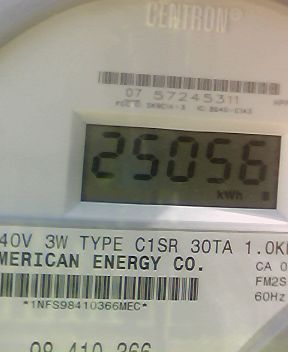 CENTRON®
07 57245311
25056
kWh
40V 3W TYPE C1SR 30TA 1.0K
MERICAN ENERGY CO.
CA 0
FM2S
60Hz
*1NFS98410366MEC*
98 410 366